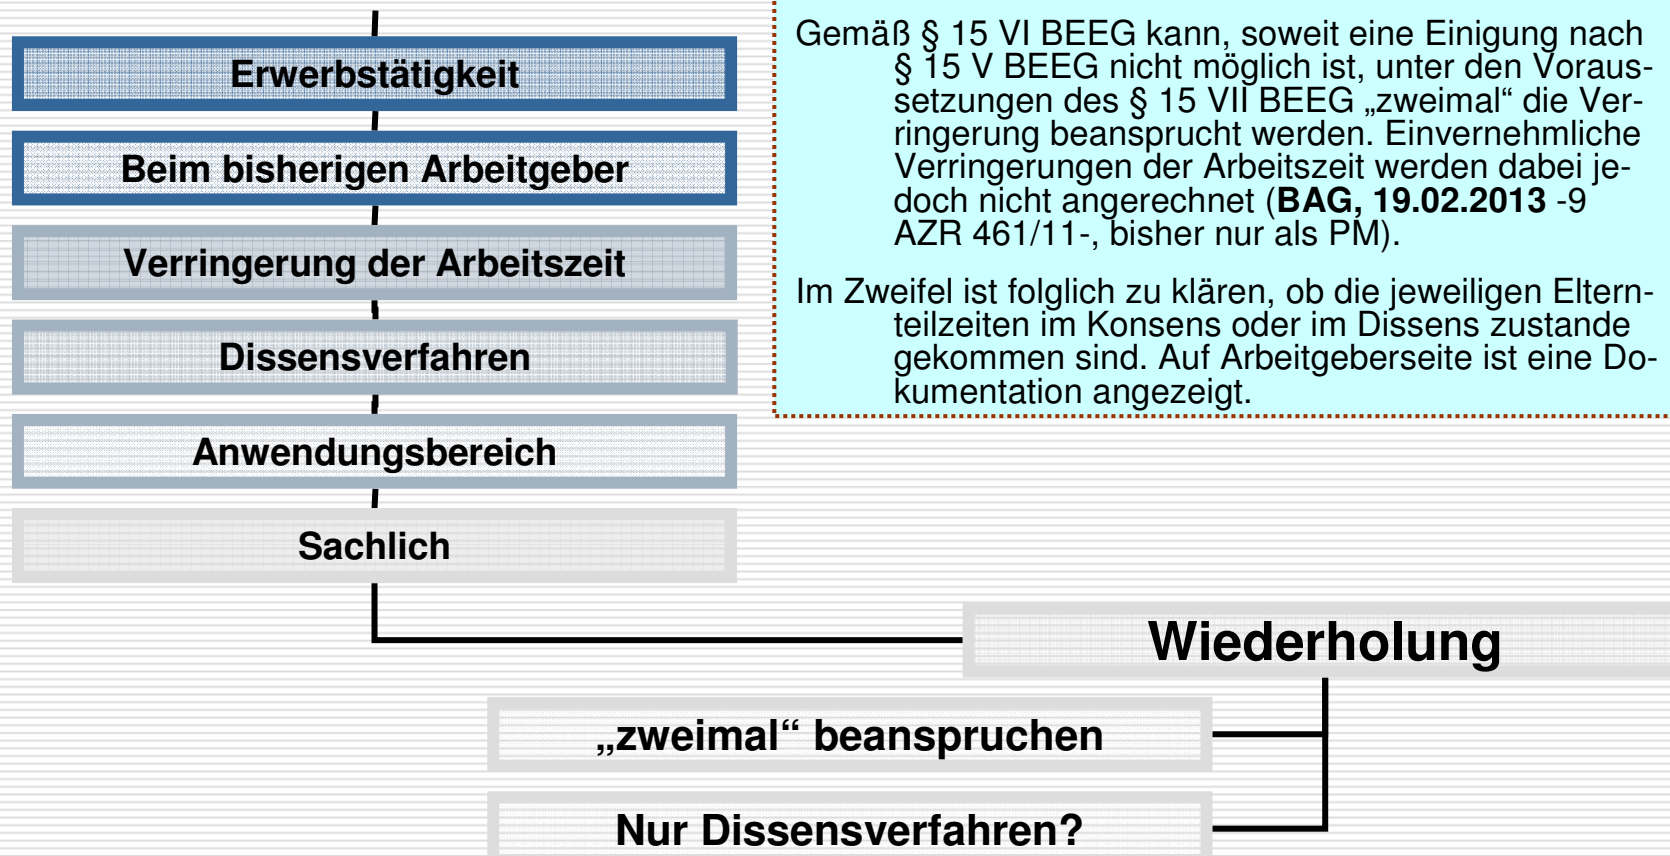 Erwerbstätigkeit
Beim bisherigen Arbeitgeber
Verringerung der Arbeitszeit
Dissensverfahren
Anwendungsbereich
Sachlich
Gemäß § 15 VI BEEG kann, soweit eine Einigung nach
§ 15 V BEEG nicht möglich ist, unter den Voraus-
setzungen des § 15 VII BEEG „zweimal“ die Ver-
ringerung beansprucht werden. Einvernehmliche
Verringerungen der Arbeitszeit werden dabei je-
doch nicht angerechnet (BAG, 19.02.2013 -9
AZR 461/11-, bisher nur als PM).
Im Zweifel ist folglich zu klären, ob die jeweiligen Eltern-
teilzeiten im Konsens oder im Dissens zustande
gekommen sind. Auf Arbeitgeberseite ist eine Do-
kumentation angezeigt.
Wiederholung
„zweimal“ beanspruchen
Nur Dissensverfahren?